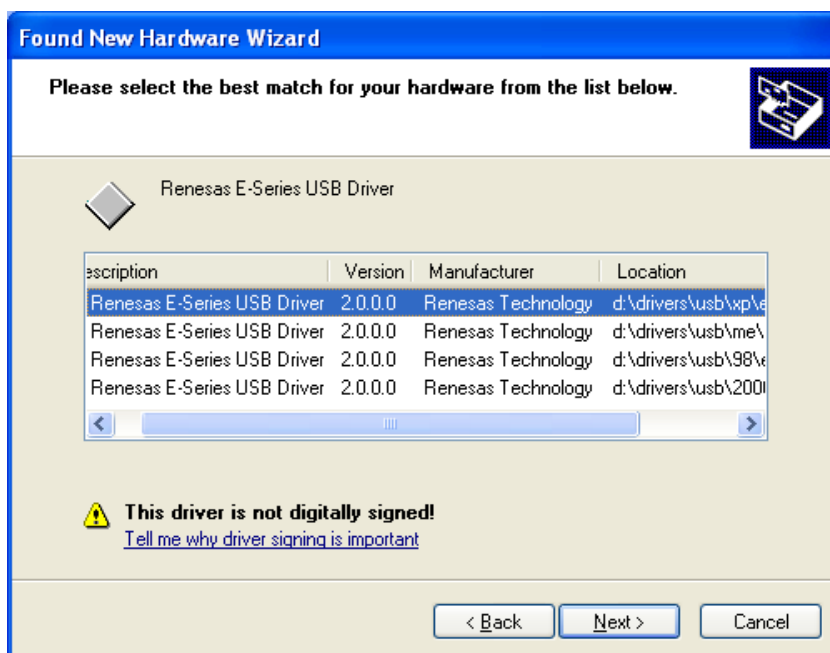 Found New Hardware Wizard
Please select the best match for your hardware from the list below.
Renesas E-Series USB Driver
escription Version Manufacturer Location
Renesas E-Series USB Driver 2.0.0.0 Renesas Technology d:\drivers\usb\xp\e
Renesas E-Series USB Driver 2.0.0.0 Renesas Technology d:\drivers\usb\me\
Renesas E-Series USB Driver 2.0.0.0 Renesas Technology d:\drivers\usb\98\e
Renesas E-Series USB Driver 2.0.0.0 Renesas Technology d:\drivers\usb\200
This driver is not digitally signed!
Tell me why driver signing is important
< Back Next > Cancel